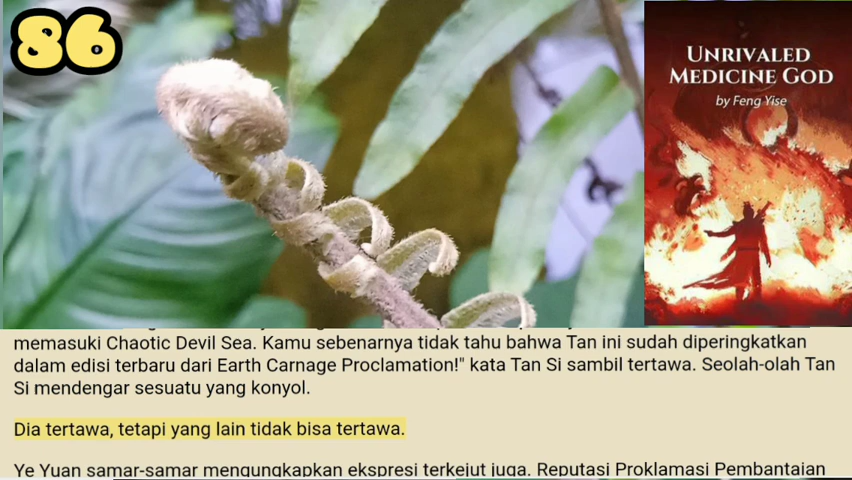 86
UNRIVALED
MEDICINE GOD
by Feng Yise
memasuki Chaotic Devil Sea. Kamu sebenarnya tidak tahu bahwa Tan ini sudah diperingkatkan
dalam edisi terbaru dari Earth Carnage Proclamation!" kata Tan Si sambil tertawa. Seolah-olah Tan
Si mendengar sesuatu yang konyol.
Dia tertawa, tetapi yang lain tidak bisa tertawa.
Ye Yuan samar-samar mengungkapkan ekspresi terkejut juga. Reputasi Proklamasi Pembantaian